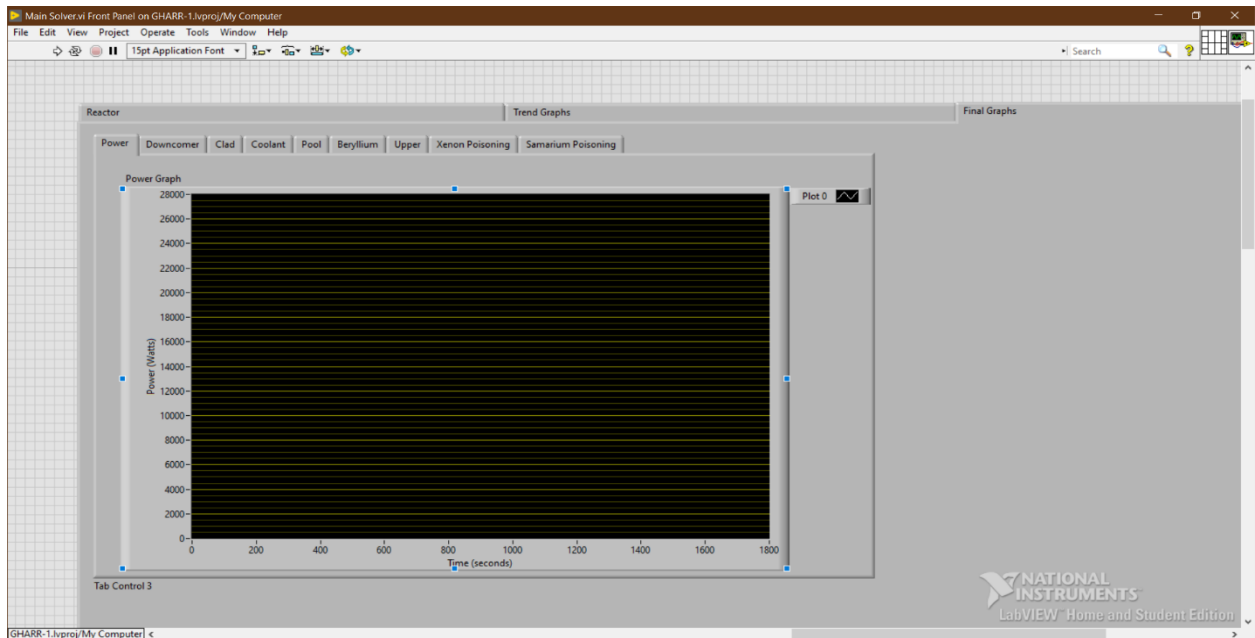 Main Solver.vi Front Panel on GHARR-1.lvproj/My Computer
File Edit View Project Operate Tools Window Help
15pt Application Font
Search
Reactor Trend Graphs Final Graphs
Power Downcomer Clad Coolant Pool Beryllium Upper Xenon Poisoning Samarium Poisoning
Power Graph
Plot 0
28000
26000
24000
22000
20000
18000
16000
14000
12000
10000
8000
6000
4000
2000
0
Power (Watts)
0 200 400 600 800 1000 1200 1400 1600 1800
Time (seconds)
Tab Control 3
NATIONAL
INSTRUMENTS
LabVIEW™ Home and Student Edition
GHARR-1.lvproj/My Computer